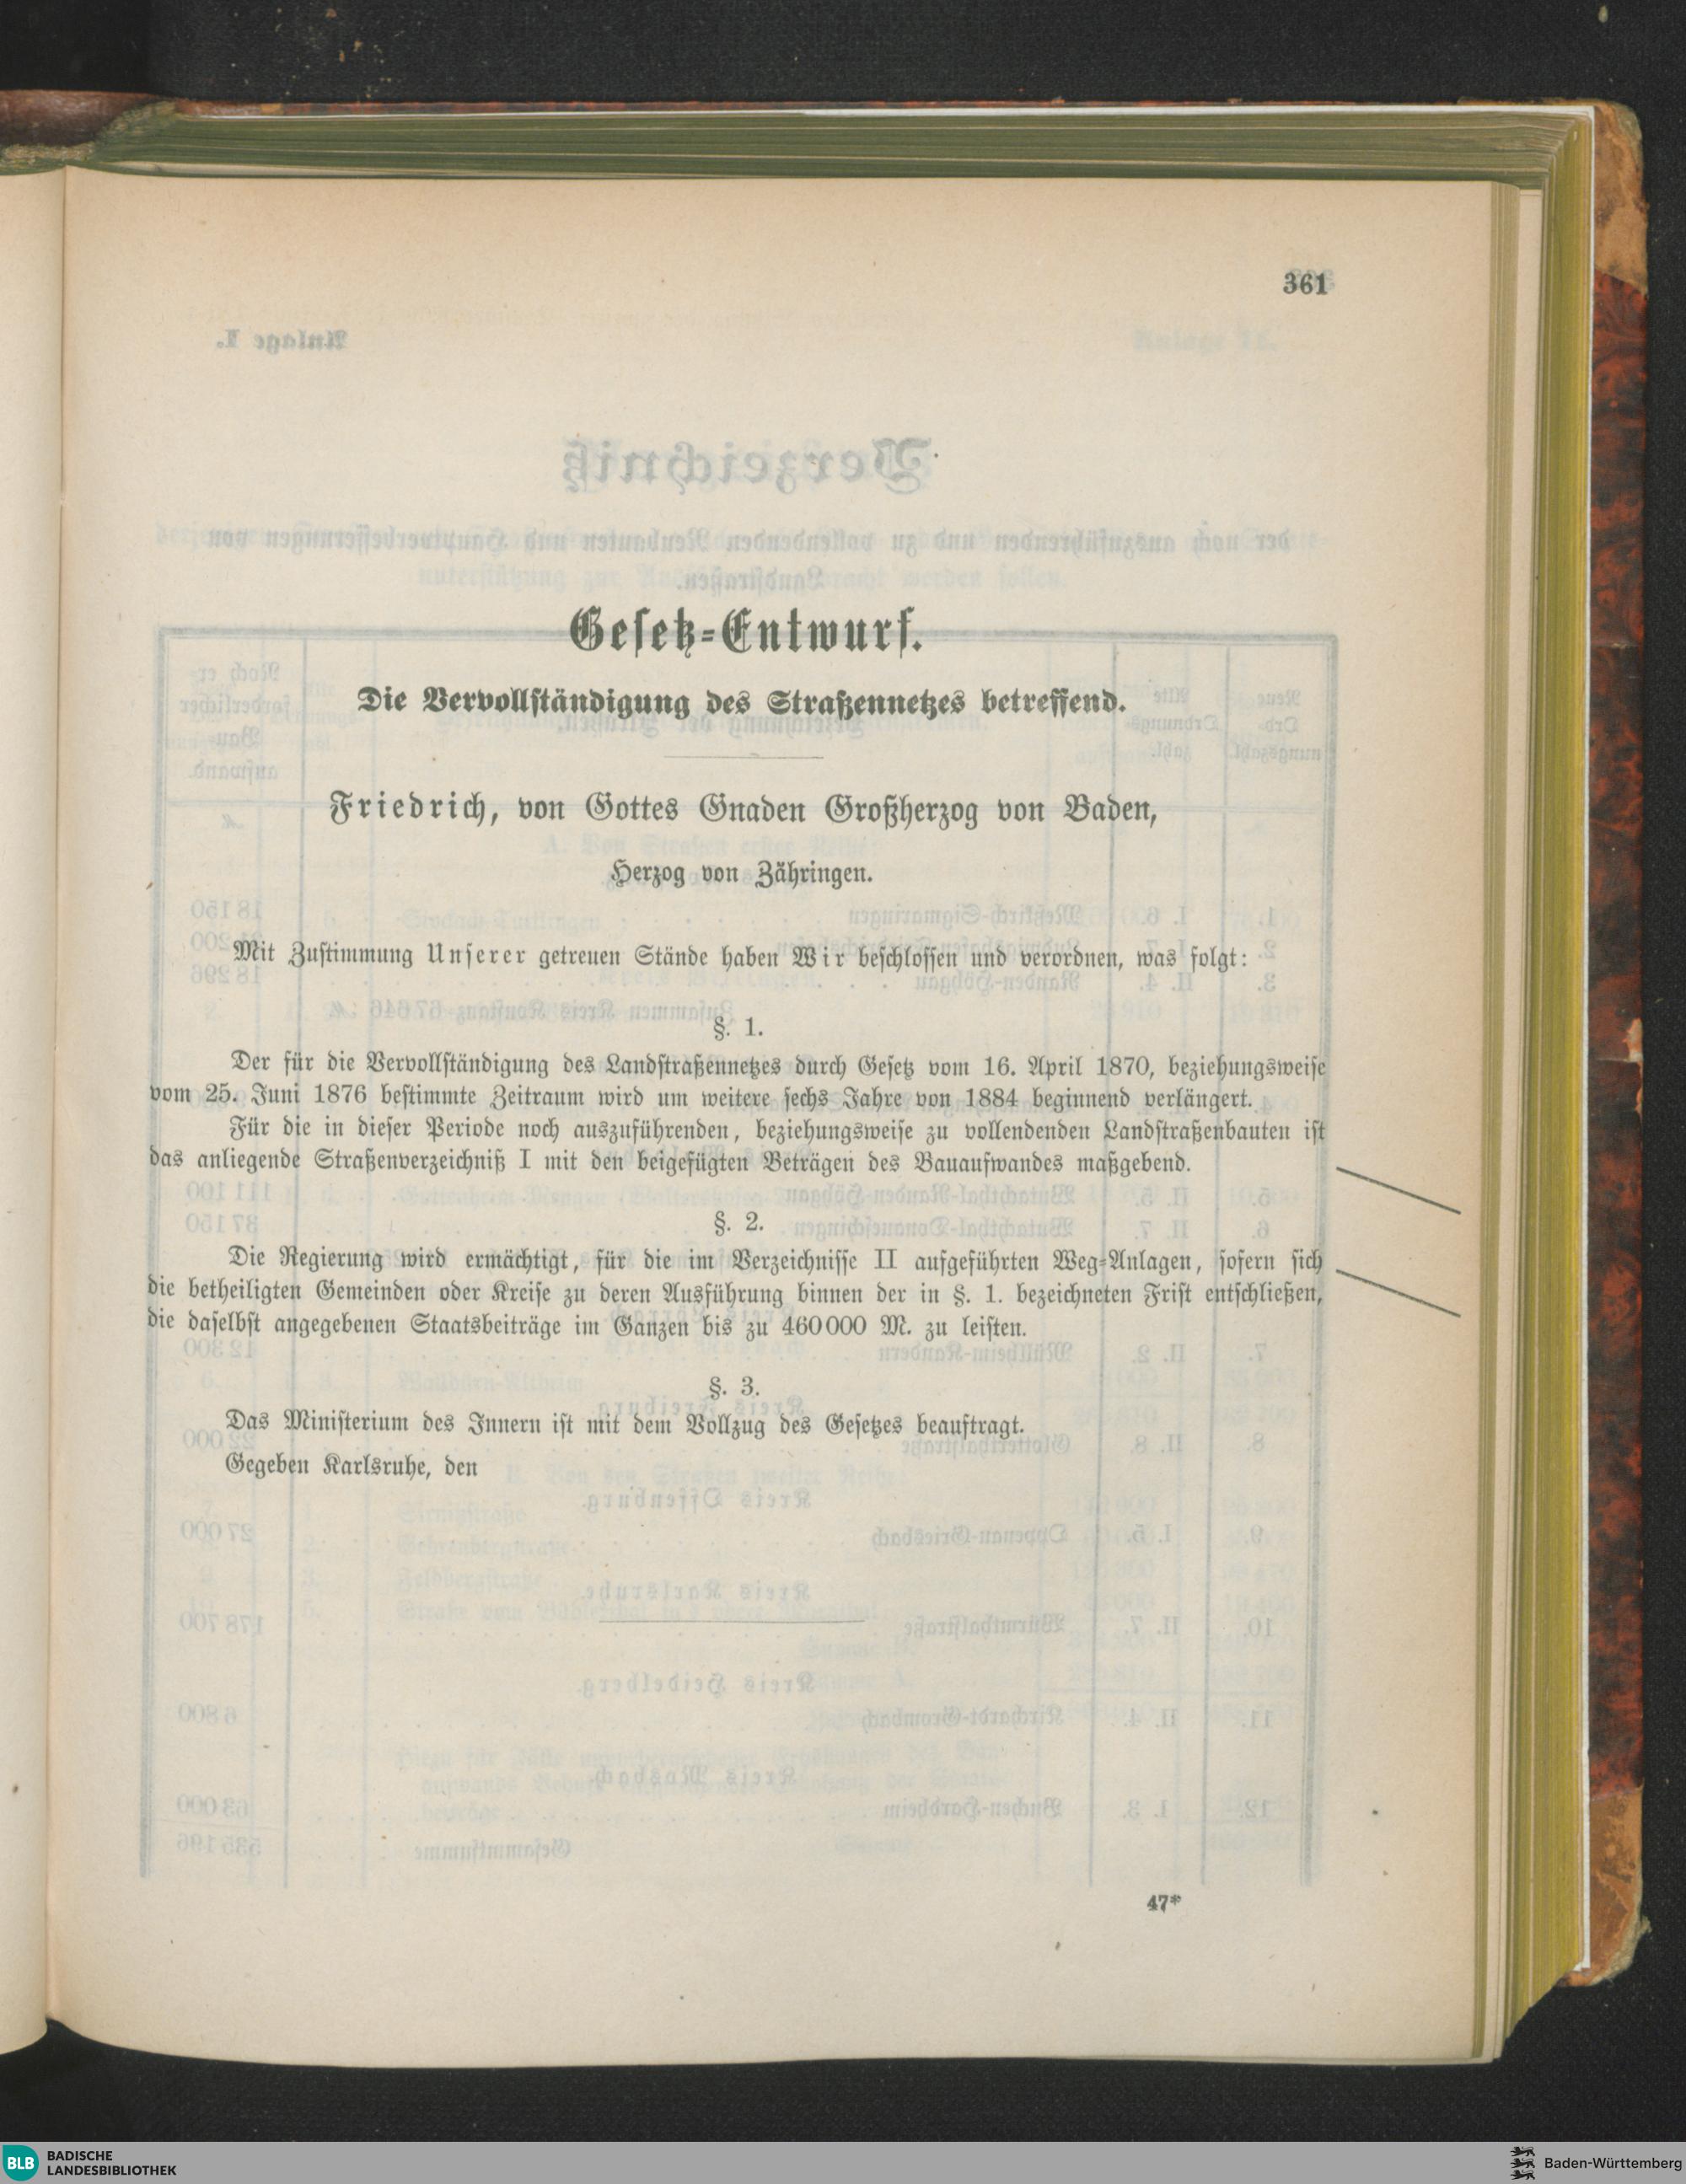 361
Gesetz-Entwurf.
Die Vervollständigung des Straßennetzes betreffend.
Friedrich, von Gottes Gnaden Großherzog von Baden,
Herzog von Zähringen.
Mit Zustimmung Unserer getreuen Stände haben Wir beschlossen und verordnen, was folgt:
§. 1.
Der für die Vervollständigung des Landstraßennetzes durch Gesetz vom 16. April 1870, beziehungsweise
vom 25. Juni 1876 bestimmte Zeitraum wird um weitere sechs Jahre von 1884 beginnend verlängert.
Für die in dieser Periode noch auszuführenden, beziehungsweise zu vollendenden Landstraßenbauten ist
das anliegende Straßenverzeichniß I mit den beigefügten Beträgen des Bauaufwandes maßgebend.
§. 2.
Die Regierung wird ermächtigt, für die im Verzeichnisse II aufgeführten Weg-Anlagen, sofern sich
die betheiligten Gemeinden oder Kreise zu deren Ausführung binnen der in §. 1. bezeichneten Frist entschließen,
die daselbst angegebenen Staatsbeiträge im Ganzen bis zu 460 000 M. zu leisten.
§. 3.
Das Ministerium des Innern ist mit dem Vollzug des Gesetzes beauftragt.
Gegeben Karlsruhe, den
47*
BLB BADISCHE
LANDESBIBLIOTHEK
Baden-Württemberg